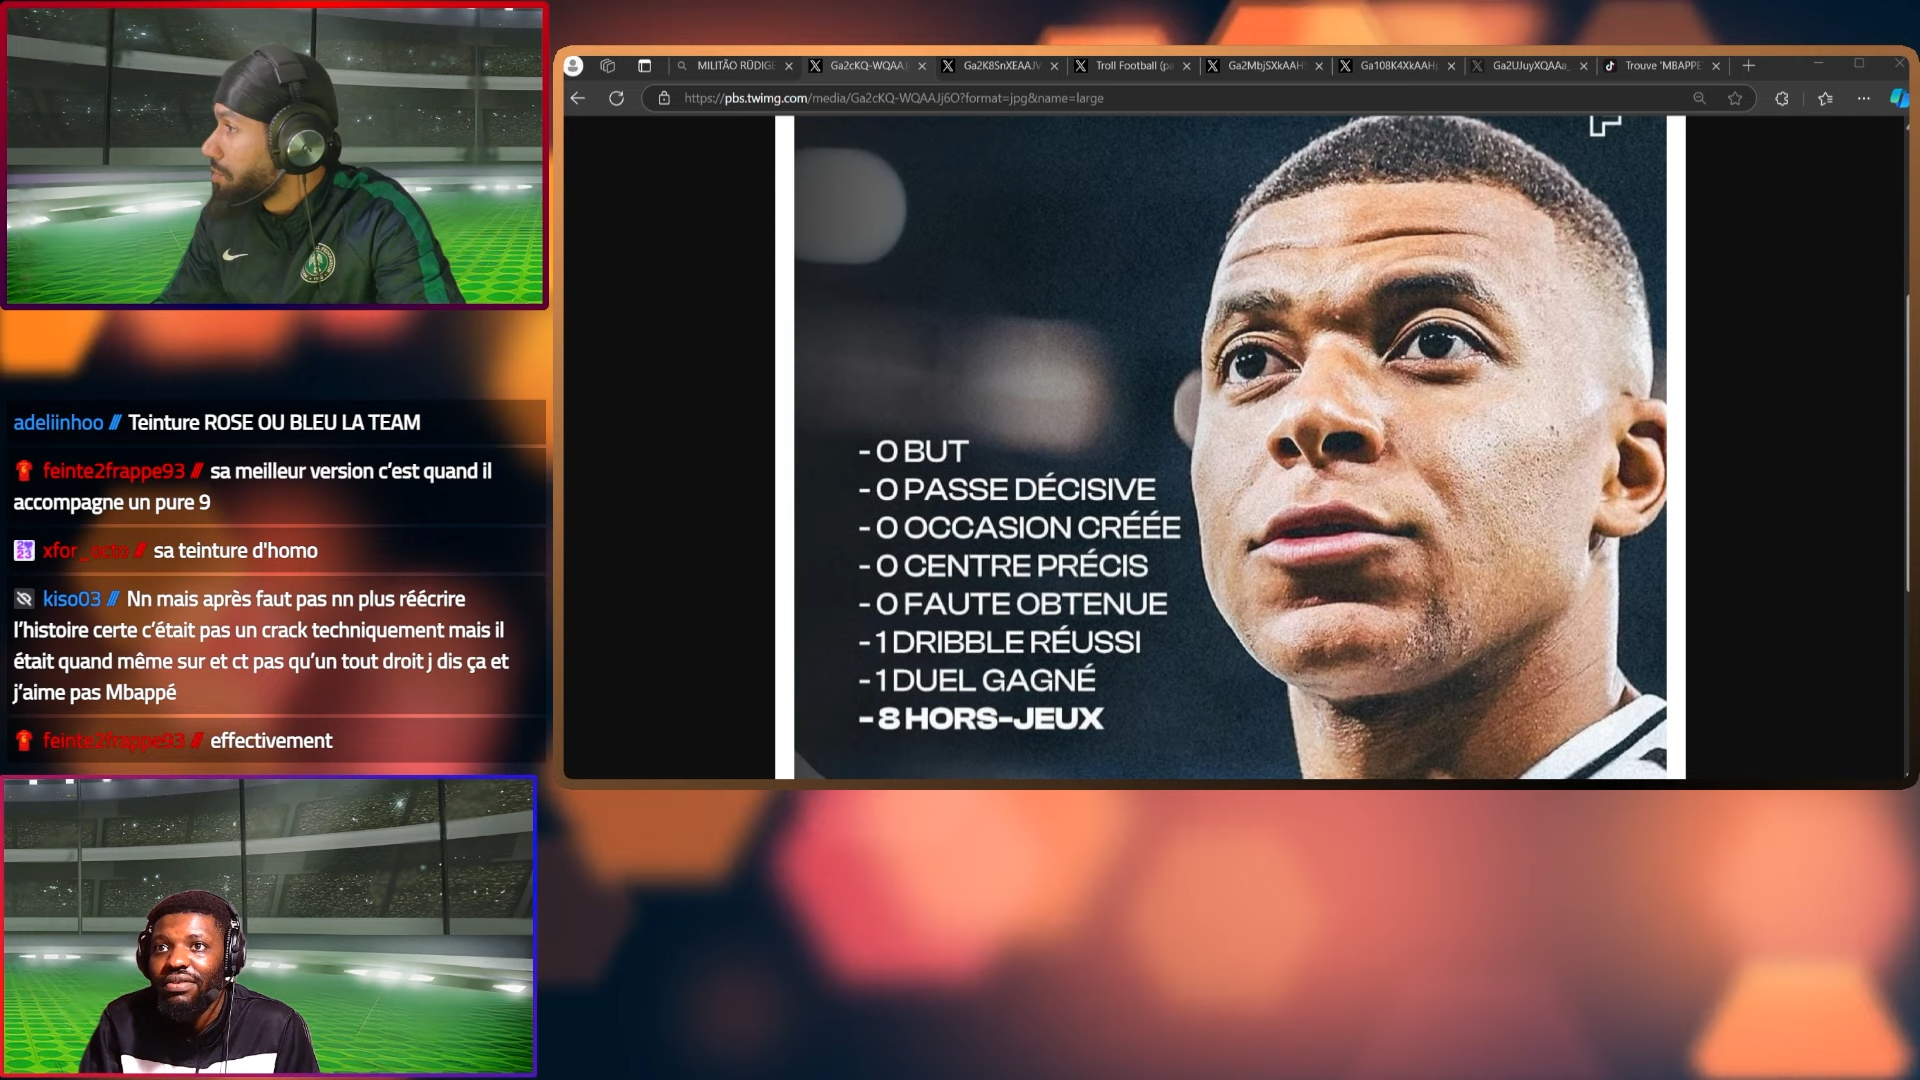 MILITÃO RÜDIGE
Ga2cKQ-WQAAJ
Ga2K8SnXEAAJV
Troll Football (pa
Ga2MbjSXkAAH
Ga108K4XkAAH
Ga2UJuyXQAAa_
Trouve 'MBAPPE
https://pbs.twimg.com/media/Ga2cKQ-WQAAJj6O?format=jpg&name=large
- 0 BUT
- 0 PASSE DÉCISIVE
- 0 OCCASION CRÉÉE
- 0 CENTRE PRÉCIS
- 0 FAUTE OBTENUE
- 1 DRIBBLE RÉUSSI
- 1 DUEL GAGNÉ
- 8 HORS-JEUX
adeliinhoo // Teinture ROSE OU BLEU LA TEAM
feinte2frappe93 // sa meilleur version c’est quand il
accompagne un pure 9
xfor_octo // sa teinture d'homo
kiso03 // Nn mais après faut pas nn plus réécrire
l’histoire certe c’était pas un crack techniquement mais il
était quand même sur et ct pas qu’un tout droit j dis ça et
j’aime pas Mbappé
feinte2frappe93 // effectivement